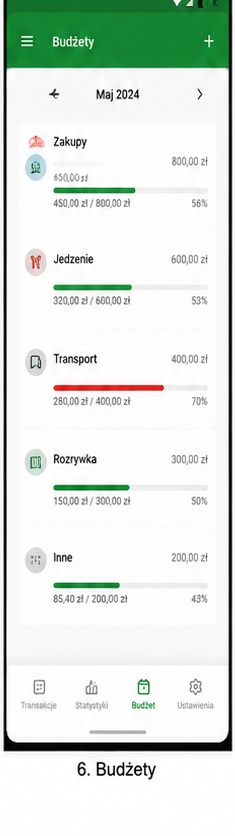 Budżety
Maj 2024
Zakupy
800,00 zł
450,00 zł / 800,00 zł 56%
Jedzenie
600,00 zł
320,00 zł / 600,00 zł 53%
Transport
400,00 zł
280,00 zł / 400,00 zł 70%
Rozrywka
300,00 zł
150,00 zł / 300,00 zł 50%
Inne
200,00 zł
85,40 zł / 200,00 zł 43%
Transakcje Statystyki Budżet Ustawienia
6. Budżety